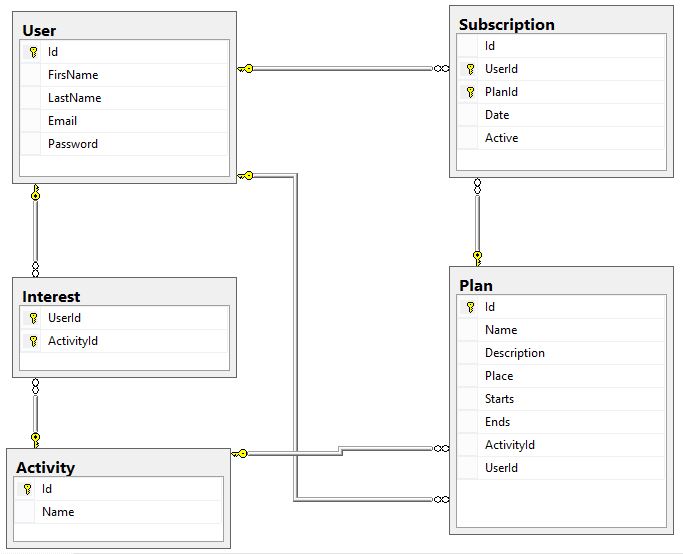 User
Id
FirsName
LastName
Email
Password
Subscription
Id
UserId
PlanId
Date
Active
Interest
UserId
ActivityId
Plan
Id
Name
Description
Place
Starts
Ends
ActivityId
UserId
Activity
Id
Name